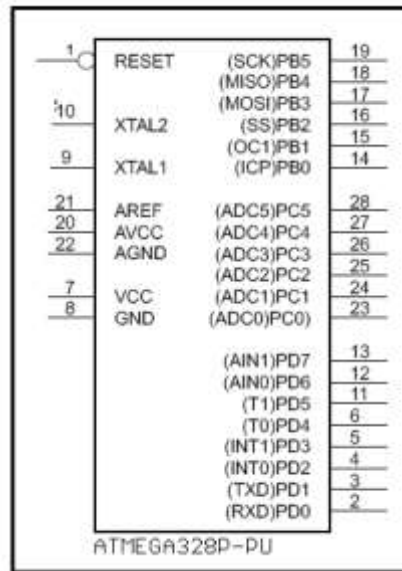 1 RESET (SCK)PB5 19
(MISO)PB4 18
(MOSI)PB3 17
10 XTAL2 (SS)PB2 16
(OC1)PB1 15
9 XTAL1 (ICP)PB0 14
21 AREF (ADC5)PC5 28
20 AVCC (ADC4)PC4 27
22 AGND (ADC3)PC3 26
(ADC2)PC2 25
7 VCC (ADC1)PC1 24
8 GND (ADC0)PC0) 23
(AIN1)PD7 13
(AIN0)PD6 12
(T1)PD5 11
(T0)PD4 6
(INT1)PD3 5
(INT0)PD2 4
(TXD)PD1 3
(RXD)PD0 2
ATMEGA328P-PU